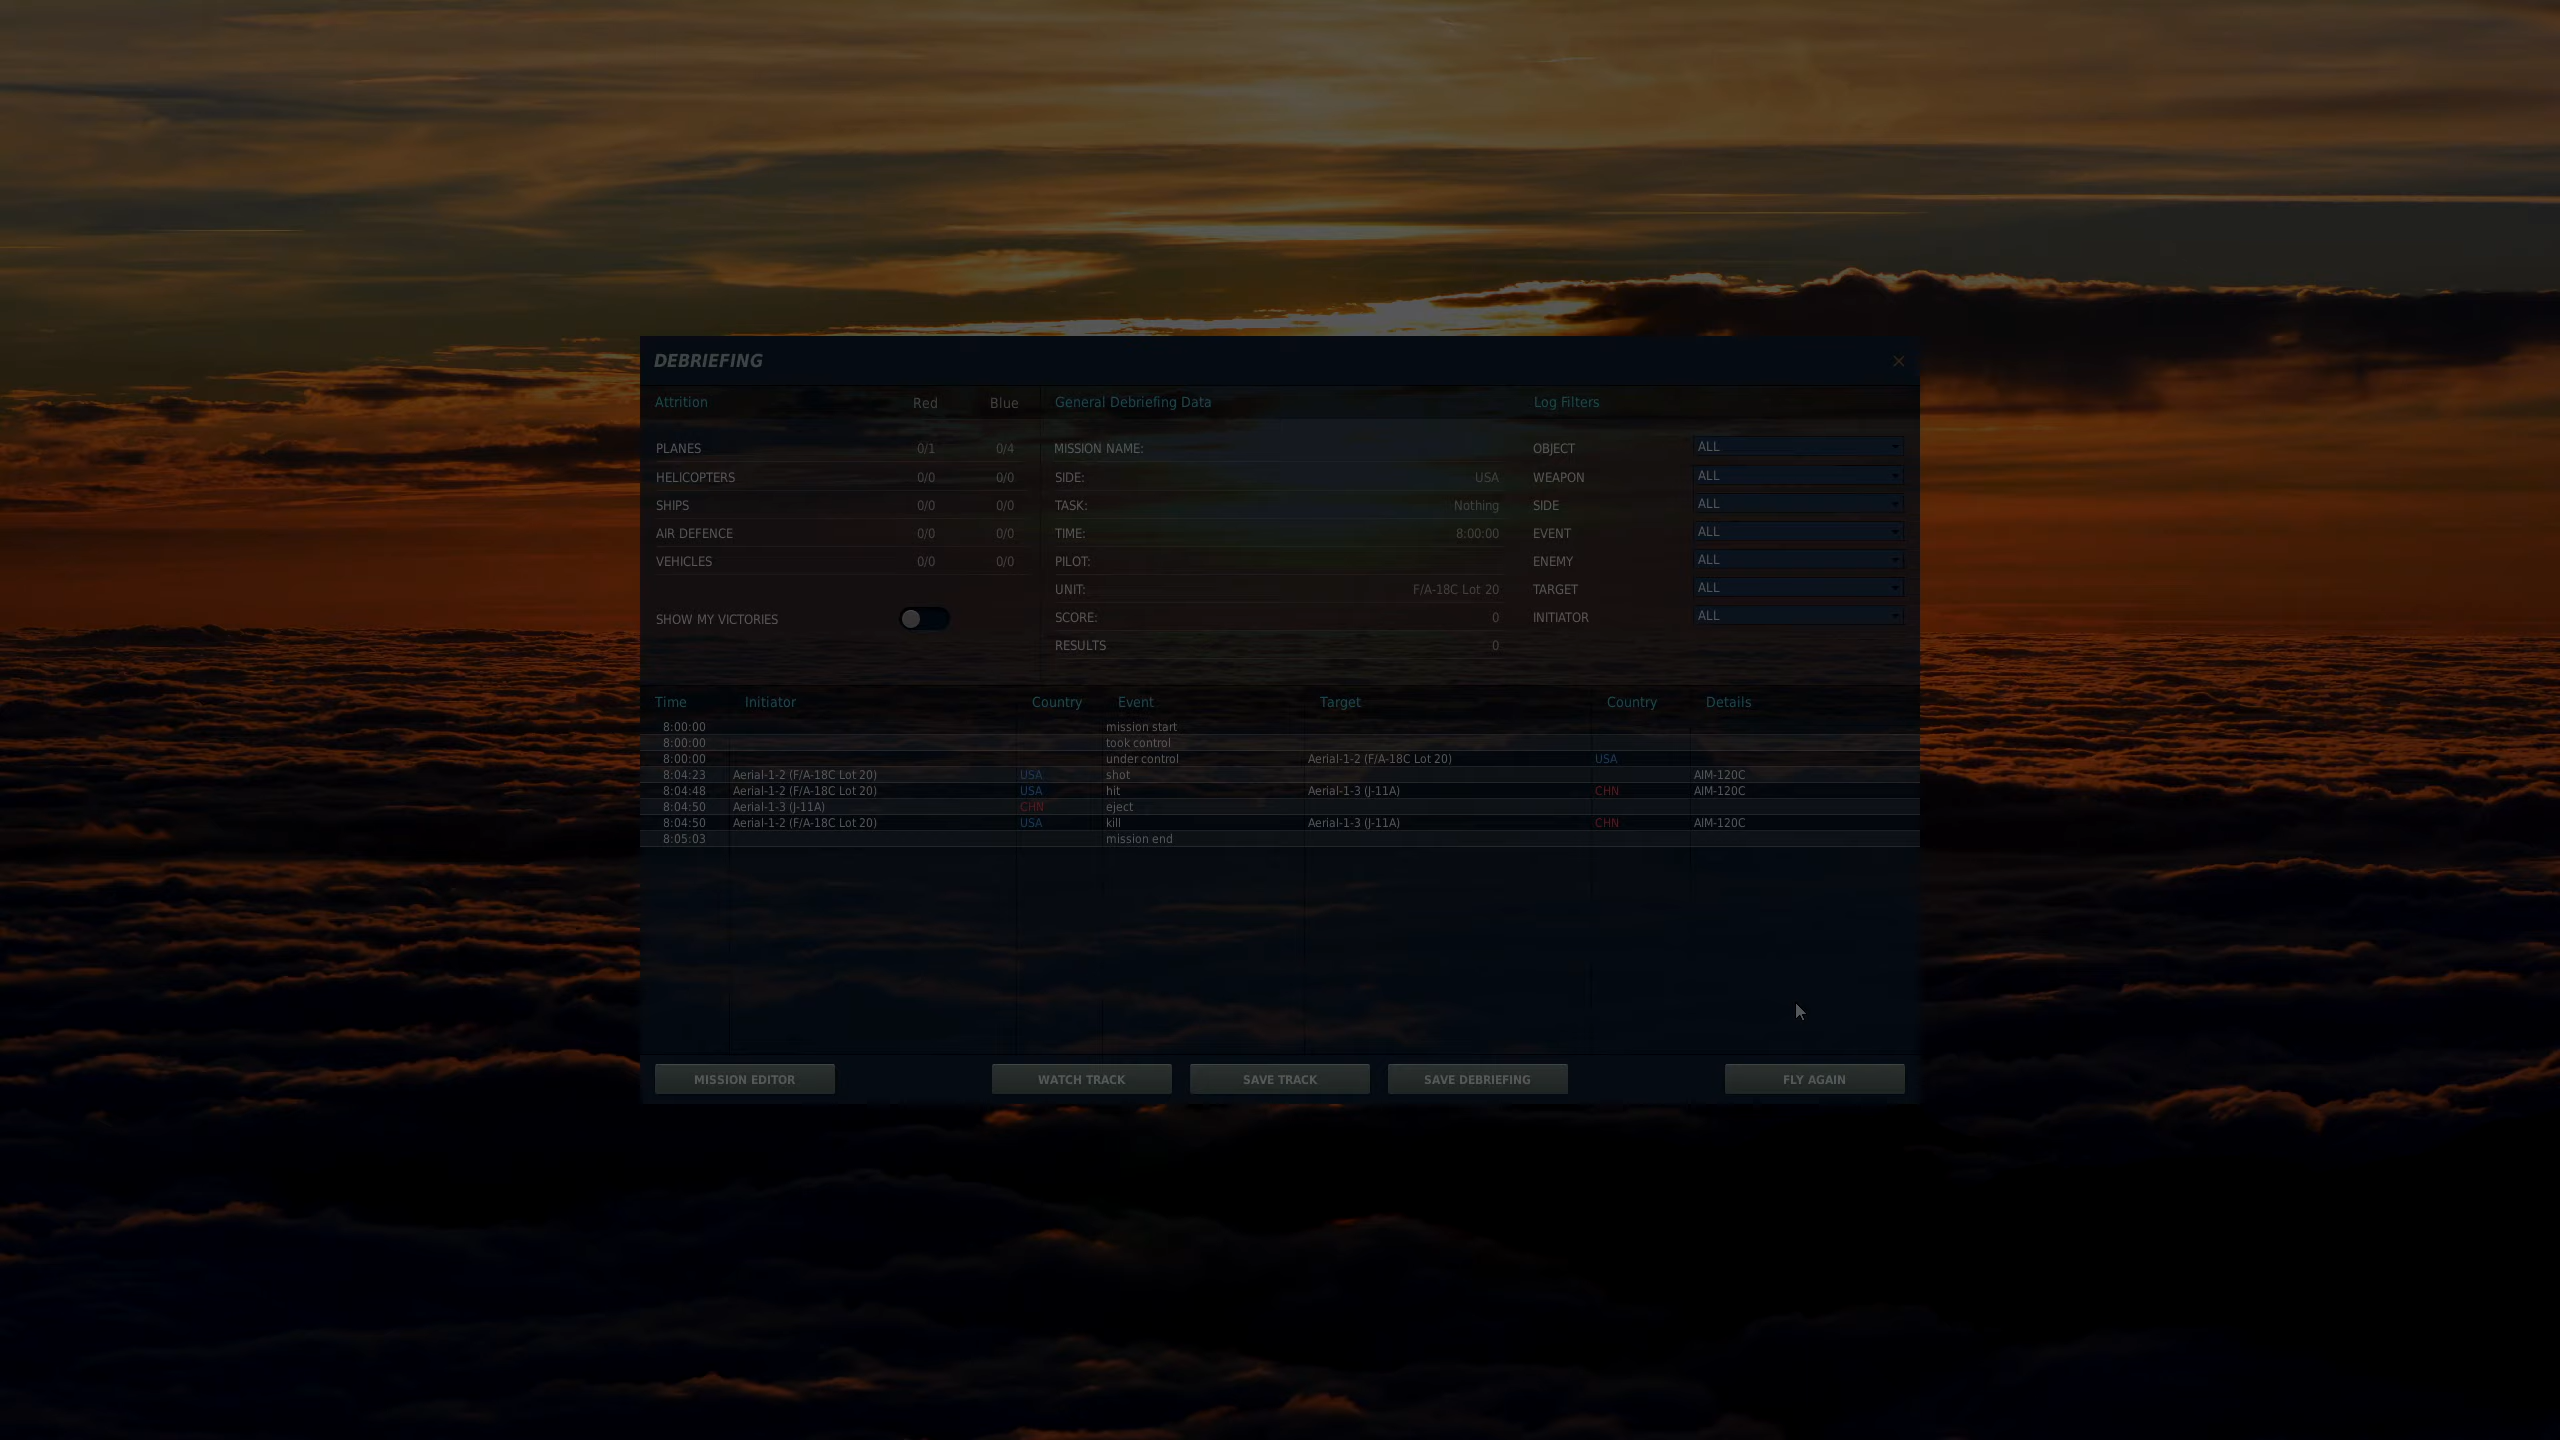 DEBRIEFING
Attrition Red Blue General Debriefing Data Log Filters
PLANES 0/1 0/4 MISSION NAME: OBJECT ALL
HELICOPTERS 0/0 0/0 SIDE: USA WEAPON ALL
SHIPS 0/0 0/0 TASK: Nothing SIDE ALL
AIR DEFENCE 0/0 0/0 TIME: 8:00:00 EVENT ALL
VEHICLES 0/0 0/0 PILOT: ENEMY ALL
UNIT: F/A-18C Lot 20 TARGET ALL
SHOW MY VICTORIES SCORE: 0 INITIATOR ALL
RESULTS 0
Time Initiator Country Event Target Country Details
8:00:00 mission start
8:00:00 took control
8:00:00 under control Aerial-1-2 (F/A-18C Lot 20) USA
8:04:23 Aerial-1-2 (F/A-18C Lot 20) USA shot AIM-120C
8:04:48 Aerial-1-2 (F/A-18C Lot 20) USA hit Aerial-1-3 (J-11A) CHN AIM-120C
8:04:50 Aerial-1-3 (J-11A) CHN eject
8:04:50 Aerial-1-2 (F/A-18C Lot 20) USA kill Aerial-1-3 (J-11A) CHN AIM-120C
8:05:03 mission end
MISSION EDITOR WATCH TRACK SAVE TRACK SAVE DEBRIEFING FLY AGAIN